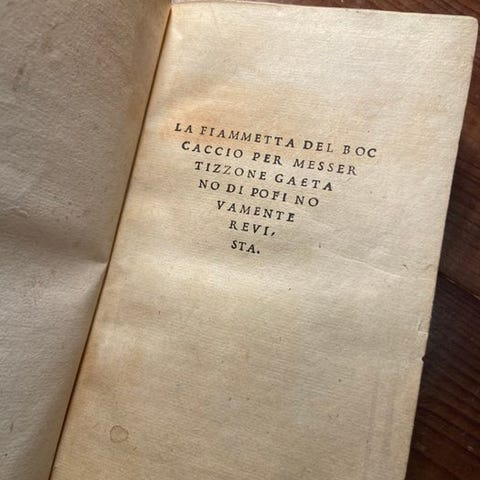 LA FIAMMETTA DEL BOC
CACCIO PER MESSER
TIZZONE GAETA
NO DI POFI NO
VAMENTE
REVI,
STA.